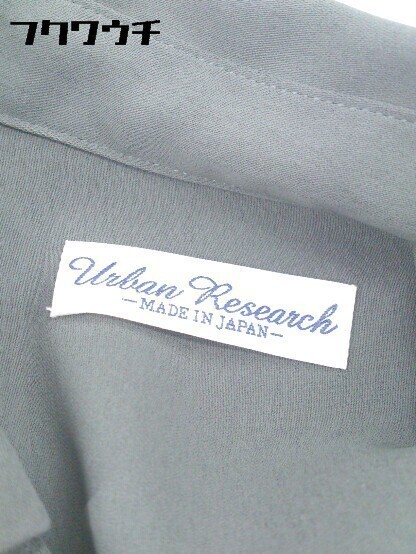 フクワウチ
Urban Research
—MADE IN JAPAN—